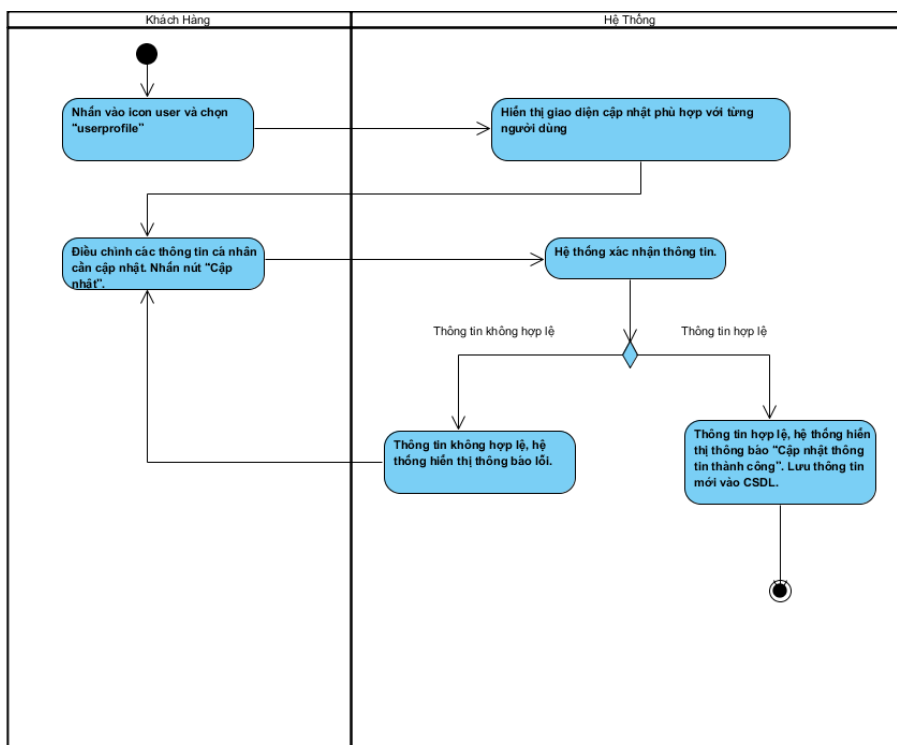 Khách Hàng
Hệ Thống
Nhấn vào icon user và chọn
"userprofile"
Hiển thị giao diện cập nhật phù hợp với từng
người dùng
Điều chỉnh các thông tin cá nhân
cần cập nhật. Nhấn nút "Cập
nhật".
Hệ thống xác nhận thông tin.
Thông tin không hợp lệ
Thông tin hợp lệ
Thông tin không hợp lệ, hệ
thống hiển thị thông báo lỗi.
Thông tin hợp lệ, hệ thống hiển
thị thông báo "Cập nhật thông
tin thành công". Lưu thông tin
mới vào CSDL.